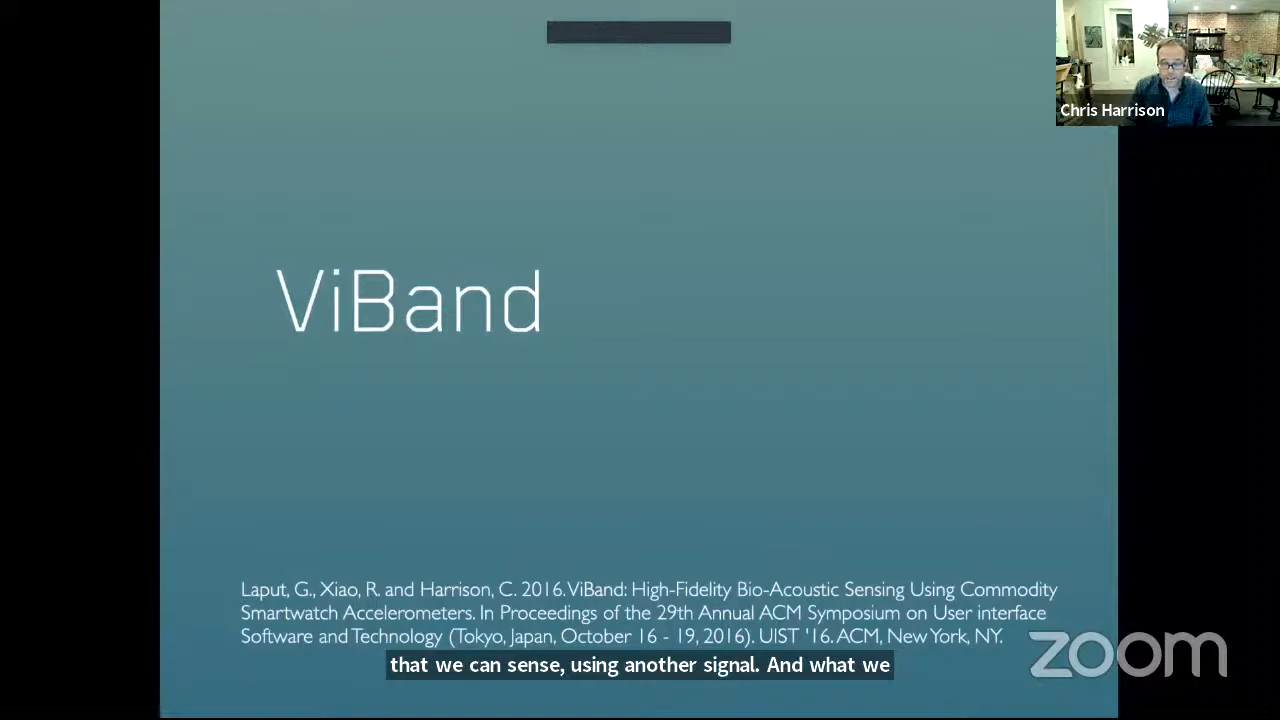 Chris Harrison
ViBand
Laput, G., Xiao, R. and Harrison, C. 2016. ViBand: High-Fidelity Bio-Acoustic Sensing Using Commodity
Smartwatch Accelerometers. In Proceedings of the 29th Annual ACM Symposium on User interface
Software and Technology (Tokyo, Japan, October 16 - 19, 2016). UIST '16. ACM, New York, NY.
zoom
that we can sense, using another signal. And what we